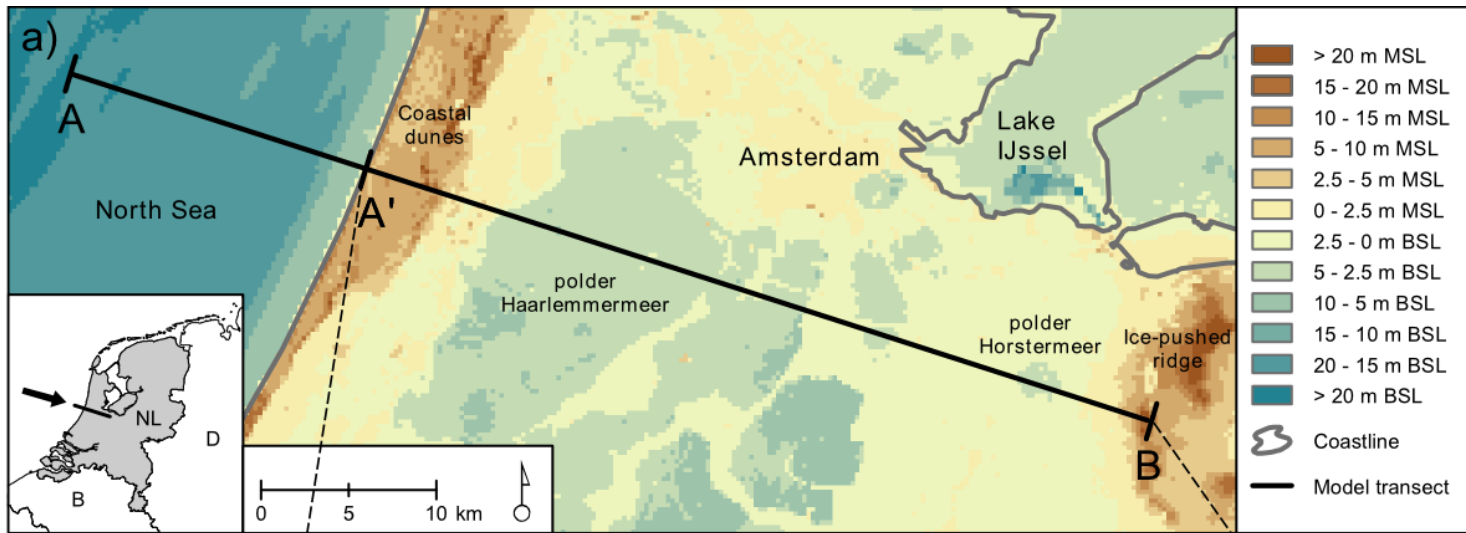 a)
A
Coastal
dunes
Amsterdam
Lake
IJssel
North Sea
A'
polder
Haarlemmermeer
polder
Horstermeer
Ice-pushed
ridge
B
NL
D
B
0 5 10 km
> 20 m MSL
15 - 20 m MSL
10 - 15 m MSL
5 - 10 m MSL
2.5 - 5 m MSL
0 - 2.5 m MSL
2.5 - 0 m BSL
5 - 2.5 m BSL
10 - 5 m BSL
15 - 10 m BSL
20 - 15 m BSL
> 20 m BSL
Coastline
Model transect